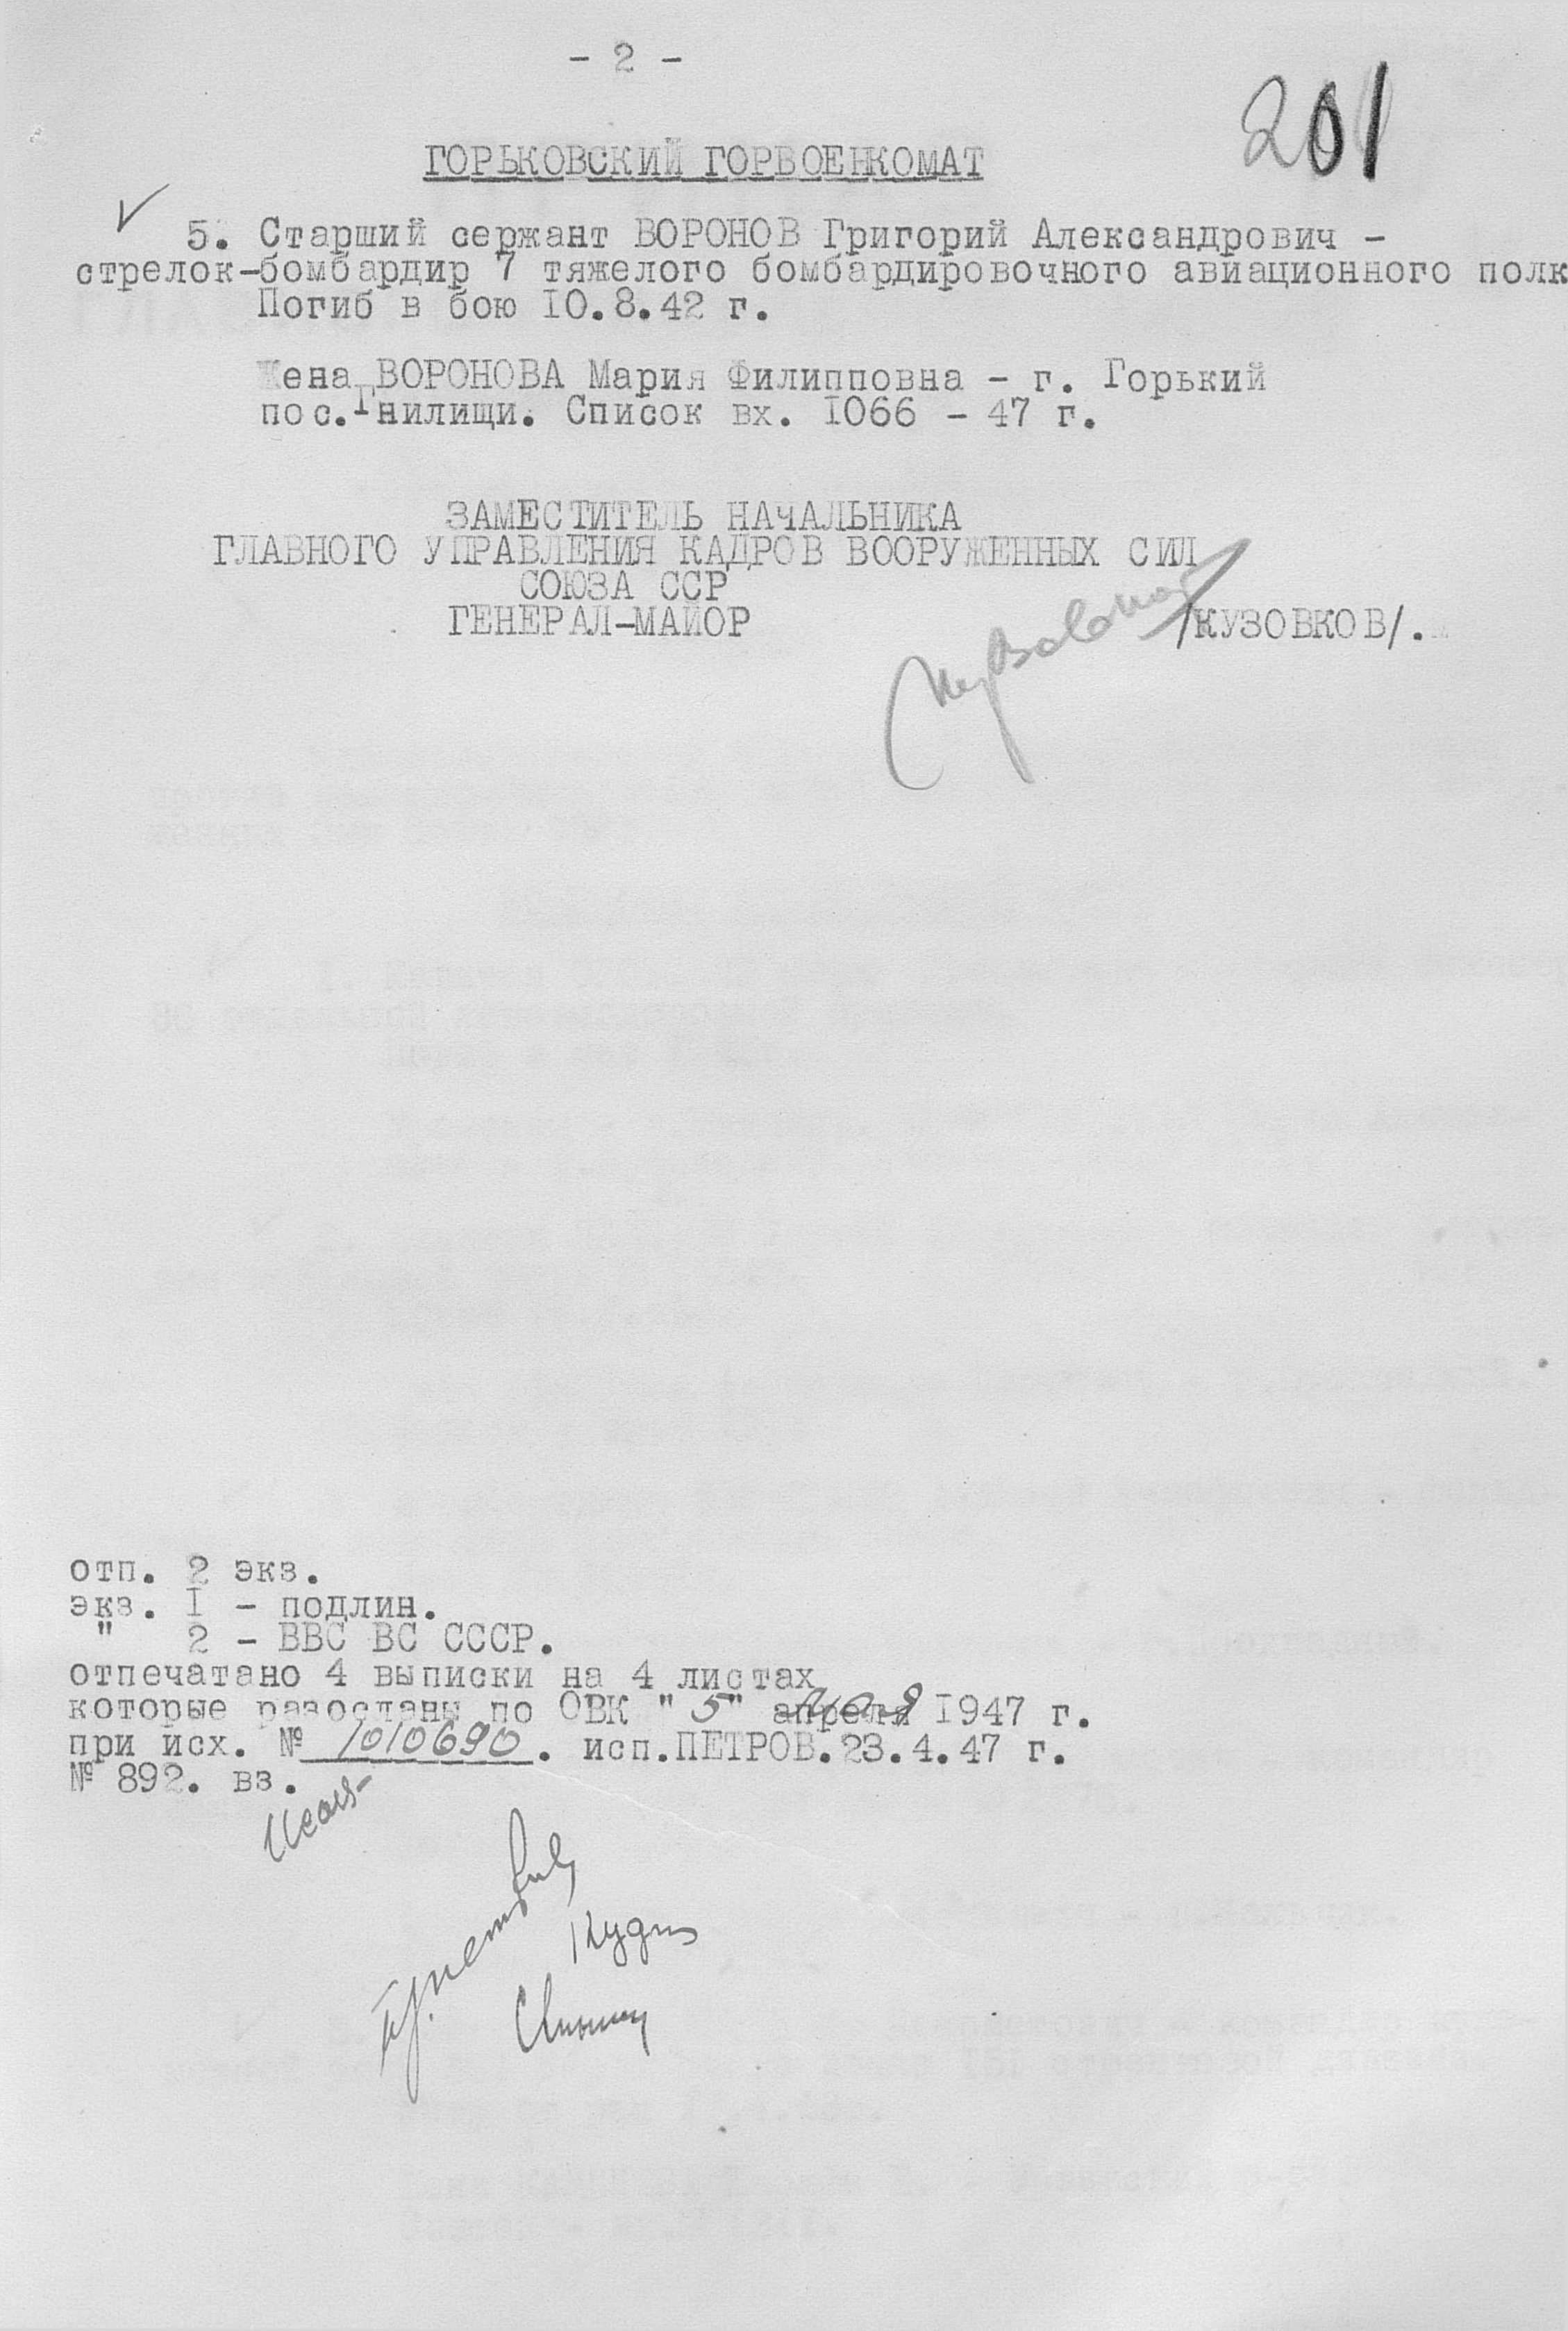 - 2 -
201
ГОРЬКОВСКИЙ ГОРВОЕНКОМАТ
5. Старший сержант ВОРОНОВ Григорий Александрович -
стрелок-бомбардир 7 тяжелого бомбардировочного авиационного полк
Погиб в бою I0.8.42 г.
Жена ВОРОНОВА Мария Филипповна - г. Горький
пос.Гнилищи. Список вх. I066 - 47 г.
ЗАМЕСТИТЕЛЬ НАЧАЛЬНИКА
ГЛАВНОГО УПРАВЛЕНИЯ КАДРОВ ВООРУЖЕННЫХ СИЛ
СОЮЗА ССР
ГЕНЕРАЛ-МАЙОР /КУЗОВКОВ/.
отп. 2 экз.
экз. I - подлин.
" 2 - ВВС ВС СССР.
отпечатано 4 выписки на 4 листах
которые разосланы по ОВК "5" апреля I947 г.
при исх. № 1010690. исп.ПЕТРОВ.23.4.47 г.
№ 892. вз.